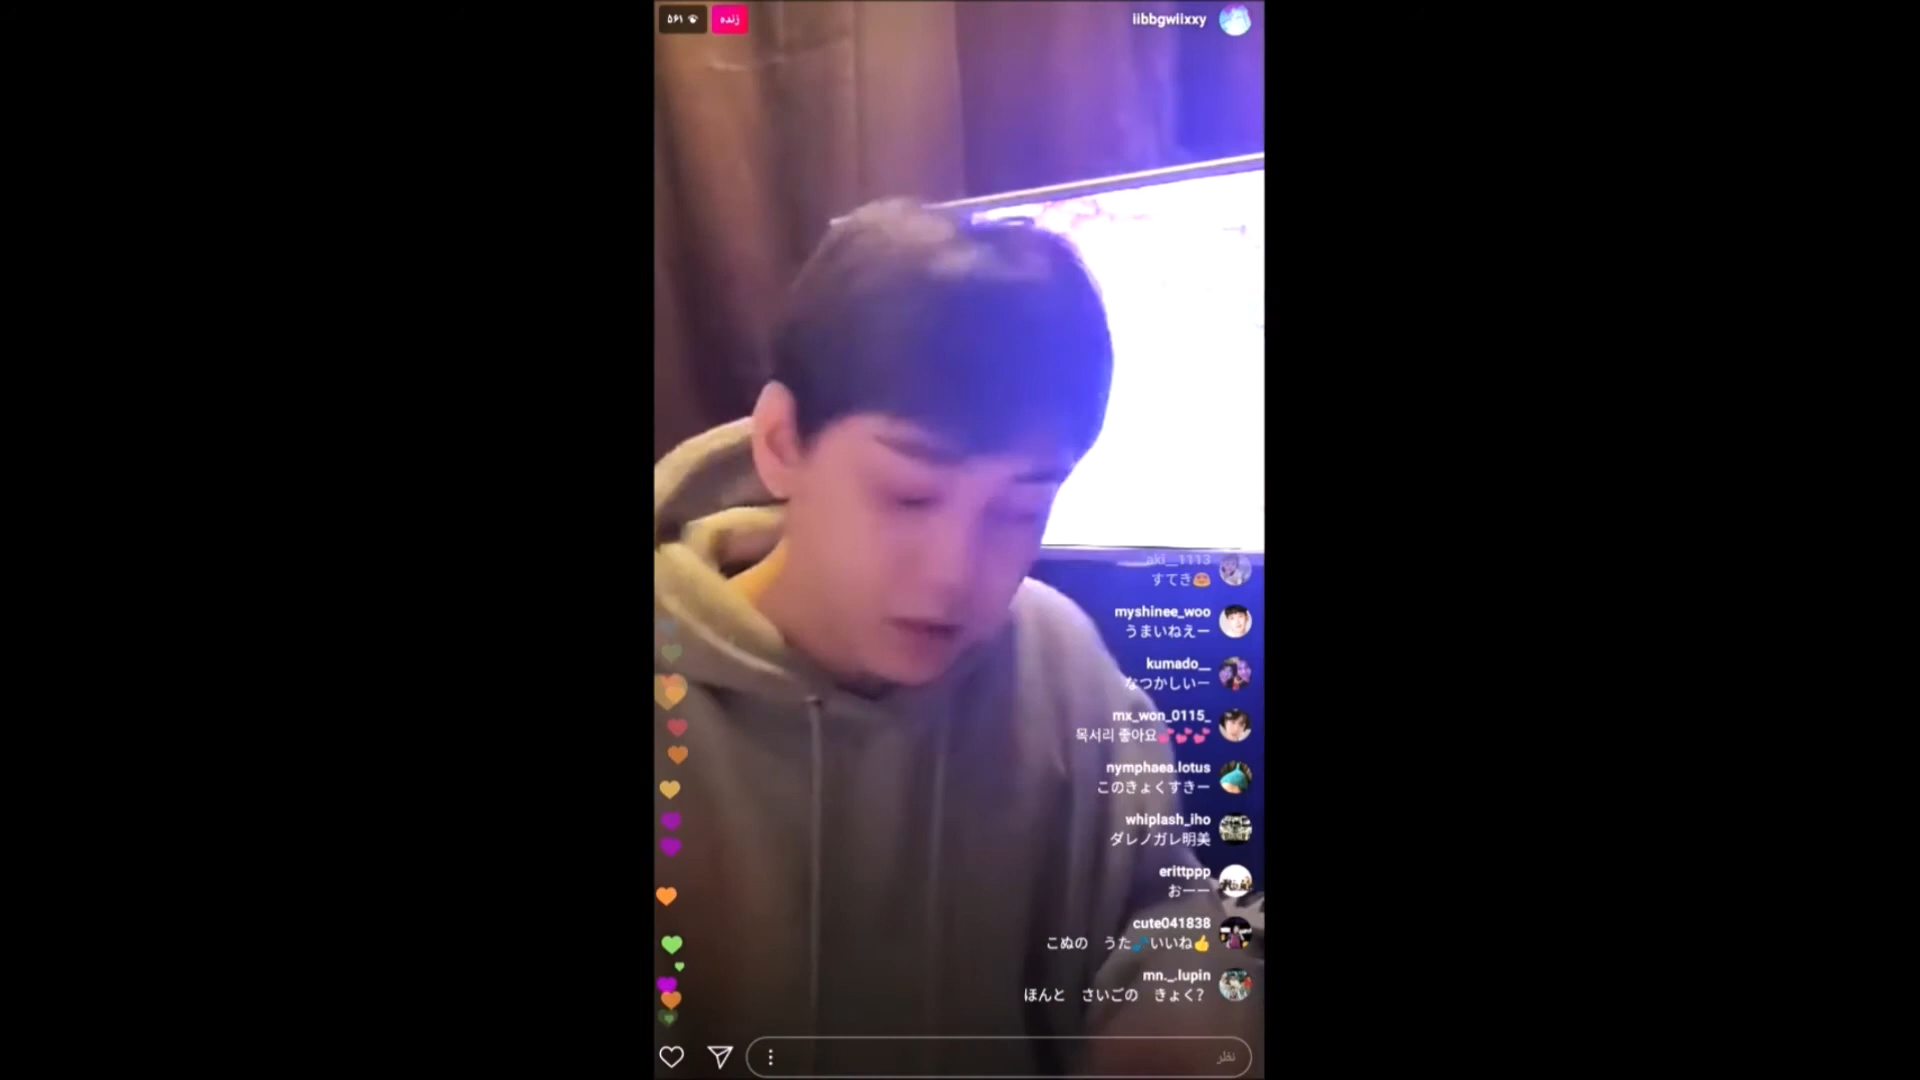 ۵۶۱
زنده
iibbgwiixxy
aki__1113
すてき
myshinee_woo
うまいねえー
kumado__
なつかしいー
mx_won_0115_
목서리 좋아요
nymphaea.lotus
このきょくすきー
whiplash_iho
ダレノガレ明美
erittppp
おーー
cute041838
こぬの うた いいね
mn._.lupin
ほんと さいごの きょく?
نظر